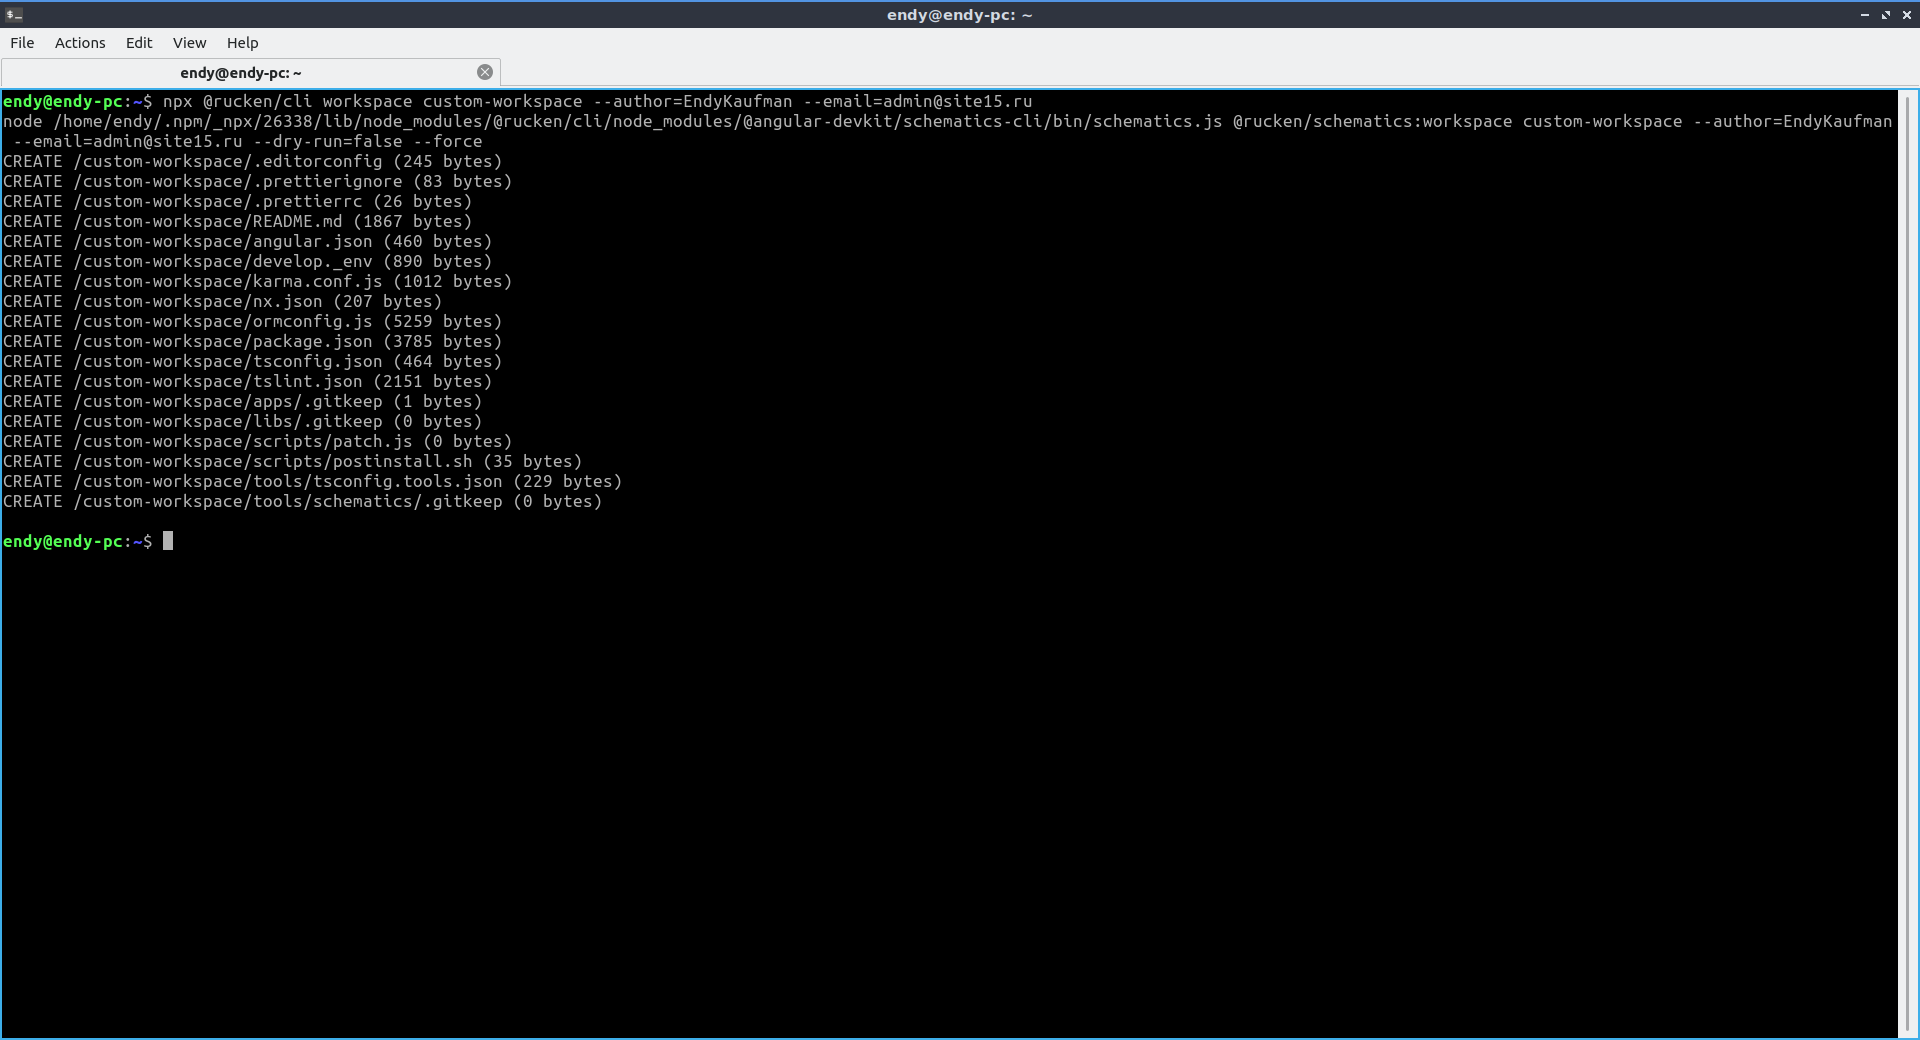 endy@endy-pc: ~
File Actions Edit View Help
endy@endy-pc: ~
endy@endy-pc:~$ npx @rucken/cli workspace custom-workspace --author=EndyKaufman --email=admin@site15.ru
node /home/endy/.npm/_npx/26338/lib/node_modules/@rucken/cli/node_modules/@angular-devkit/schematics-cli/bin/schematics.js @rucken/schematics:workspace custom-workspace --author=EndyKaufman
 --email=admin@site15.ru --dry-run=false --force
CREATE /custom-workspace/.editorconfig (245 bytes)
CREATE /custom-workspace/.prettierignore (83 bytes)
CREATE /custom-workspace/.prettierrc (26 bytes)
CREATE /custom-workspace/README.md (1867 bytes)
CREATE /custom-workspace/angular.json (460 bytes)
CREATE /custom-workspace/develop._env (890 bytes)
CREATE /custom-workspace/karma.conf.js (1012 bytes)
CREATE /custom-workspace/nx.json (207 bytes)
CREATE /custom-workspace/ormconfig.js (5259 bytes)
CREATE /custom-workspace/package.json (3785 bytes)
CREATE /custom-workspace/tsconfig.json (464 bytes)
CREATE /custom-workspace/tslint.json (2151 bytes)
CREATE /custom-workspace/apps/.gitkeep (1 bytes)
CREATE /custom-workspace/libs/.gitkeep (0 bytes)
CREATE /custom-workspace/scripts/patch.js (0 bytes)
CREATE /custom-workspace/scripts/postinstall.sh (35 bytes)
CREATE /custom-workspace/tools/tsconfig.tools.json (229 bytes)
CREATE /custom-workspace/tools/schematics/.gitkeep (0 bytes)
endy@endy-pc:~$